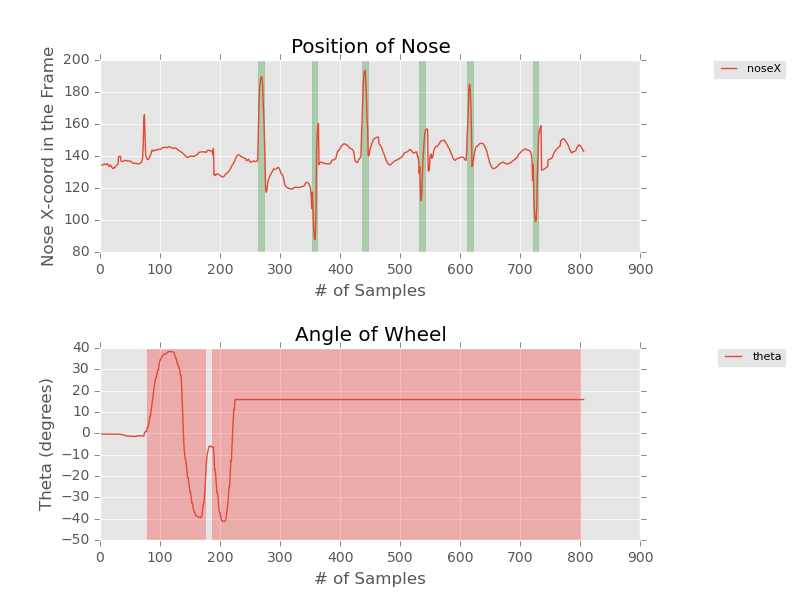 Position of Nose
Nose X-coord in the Frame
200
180
160
140
120
100
80
0 100 200 300 400 500 600 700 800 900
# of Samples
noseX
Angle of Wheel
Theta (degrees)
40
30
20
10
0
−10
−20
−30
−40
−50
0 100 200 300 400 500 600 700 800 900
# of Samples
theta